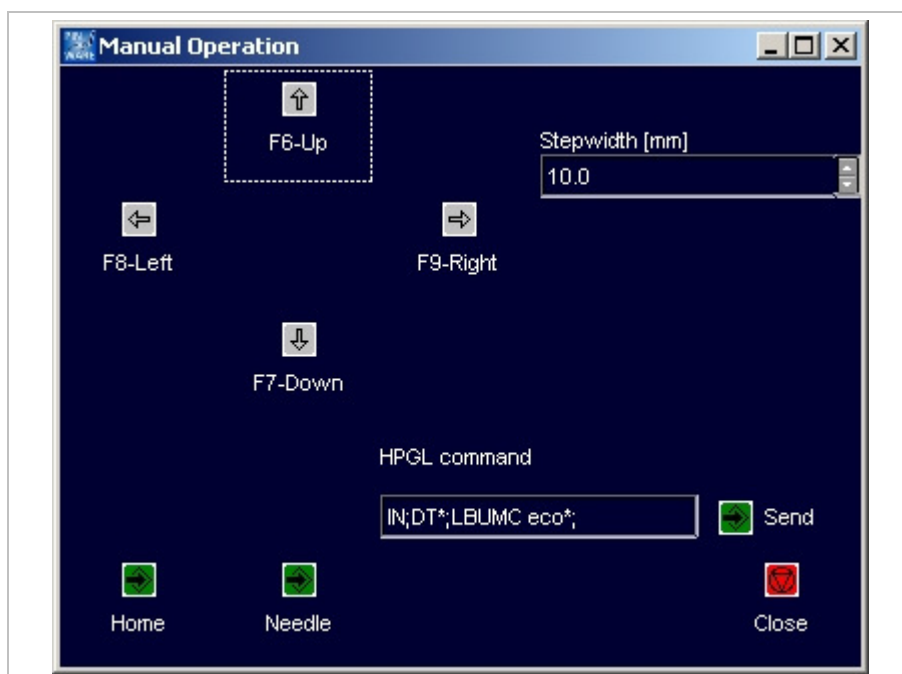 Manual Operation
F6-Up
Stepwidth [mm]
10.0
F8-Left
F9-Right
F7-Down
HPGL command
IN;DT*;LBUMC eco*;
Send
Home
Needle
Close